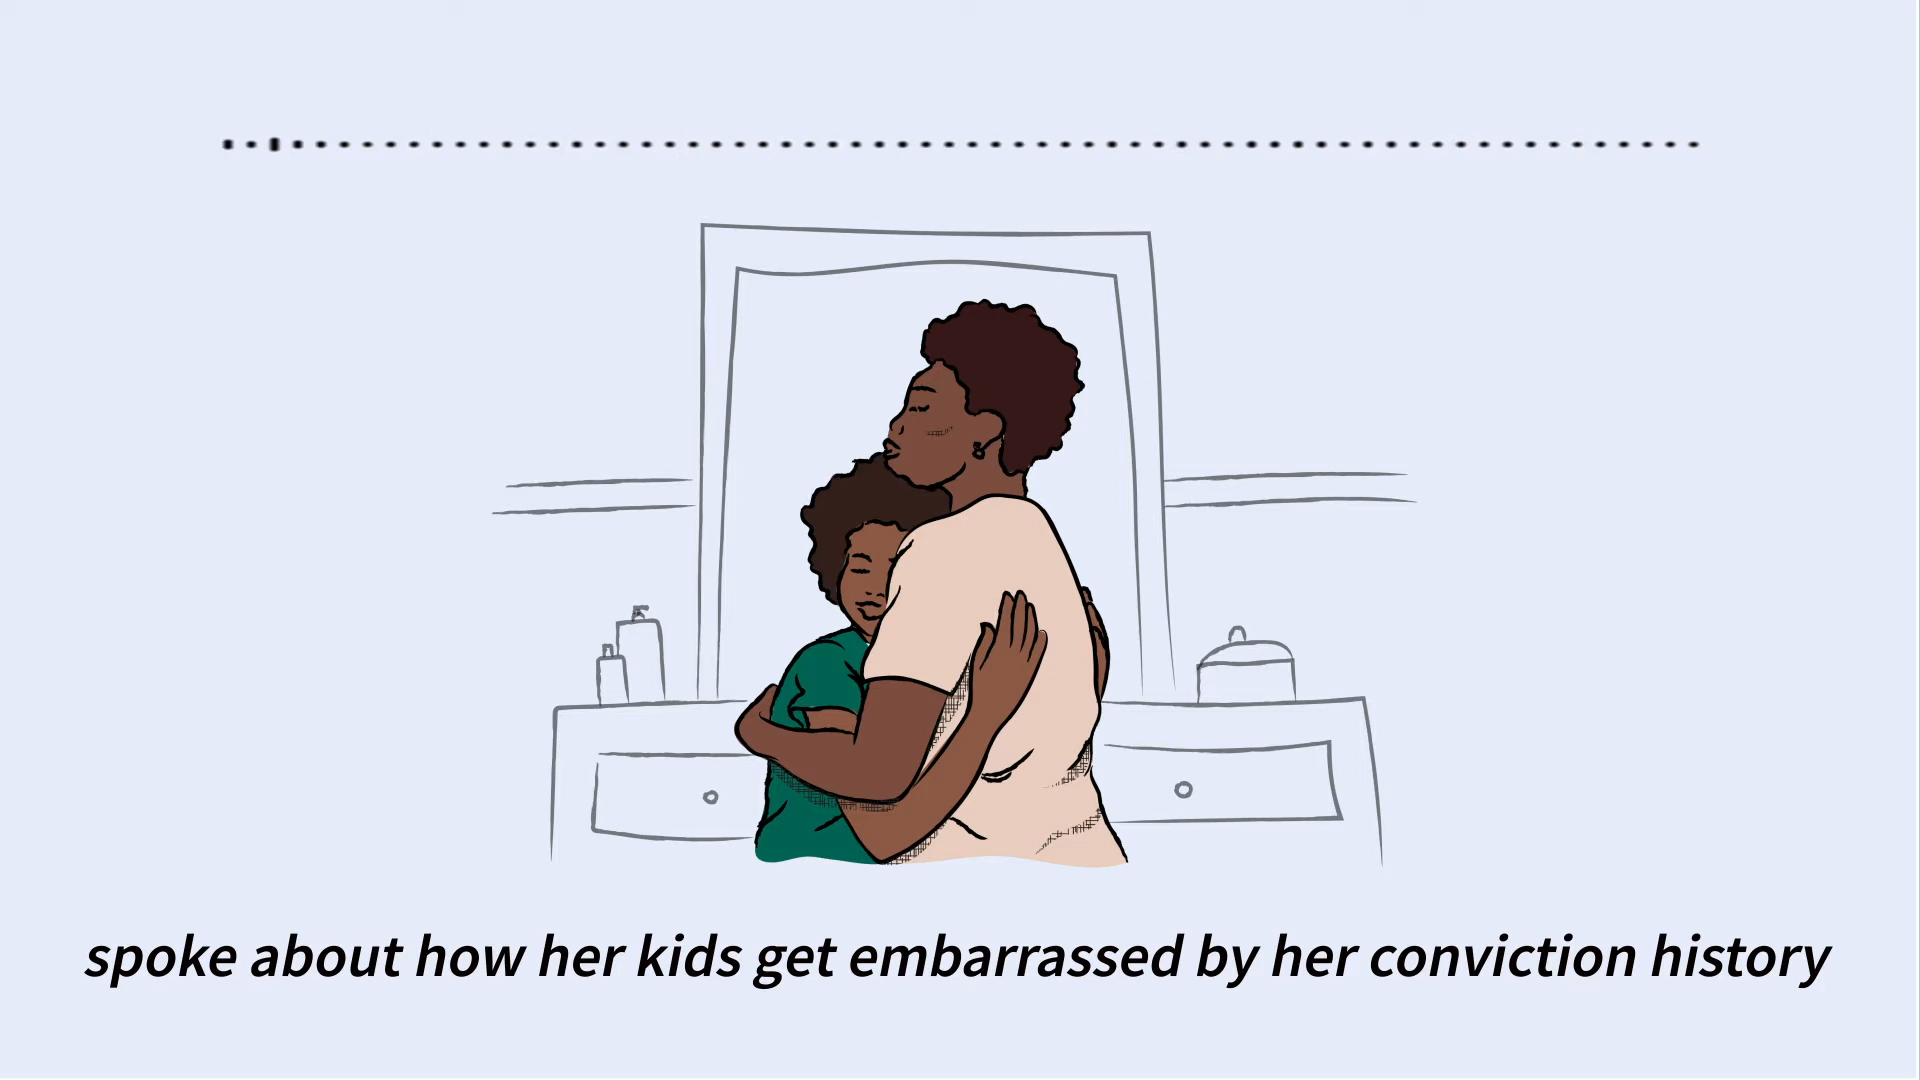 spoke about how her kids get embarrassed by her conviction history